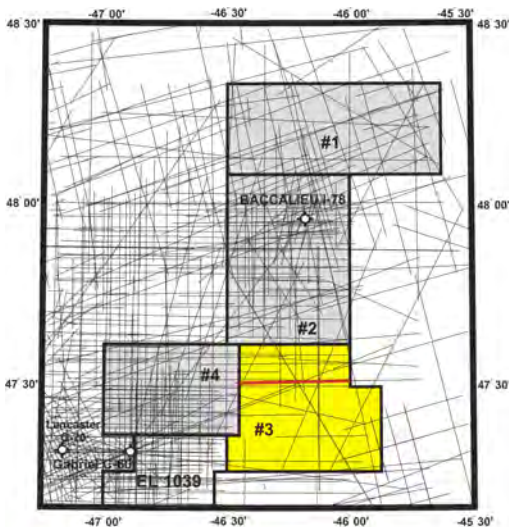 -47 00' -46 30' -46 00' -45 30'
48 30' 48 30'
#1
48 00' 48 00'
BACCALIEU I-78
#2
#4
47 30' 47 30'
Lancaster
G-70
#3
Gabriel C-60
EL 1039
-47 00' -46 30' -46 00' -45 30'